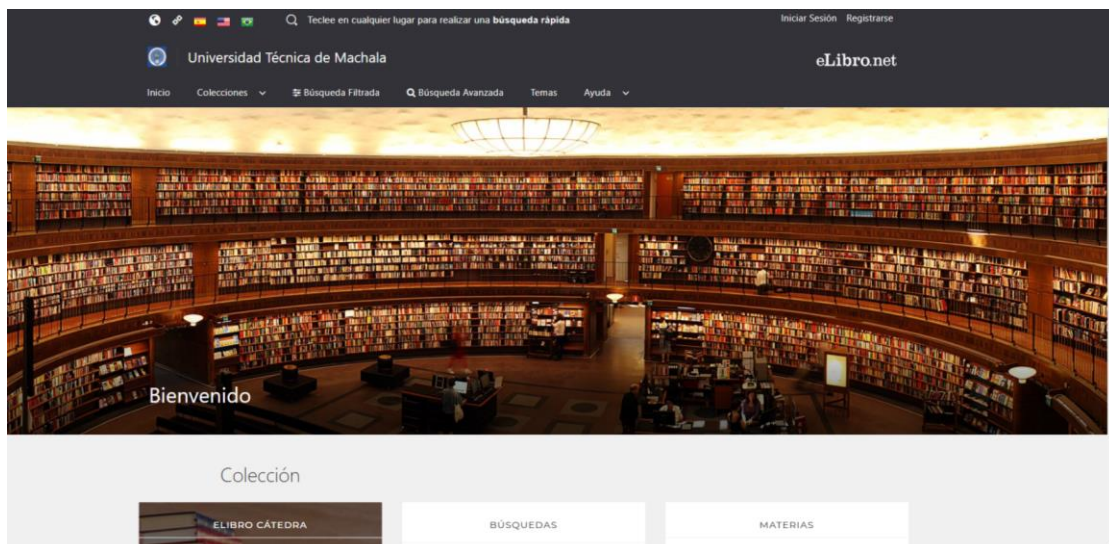 Teclee en cualquier lugar para realizar una búsqueda rápida
Iniciar Sesión Registrarse
Universidad Técnica de Machala
eLibro.net
Inicio Colecciones Búsqueda Filtrada Búsqueda Avanzada Temas Ayuda
Bienvenido
Colección
ELIBRO CÁTEDRA
BÚSQUEDAS
MATERIAS